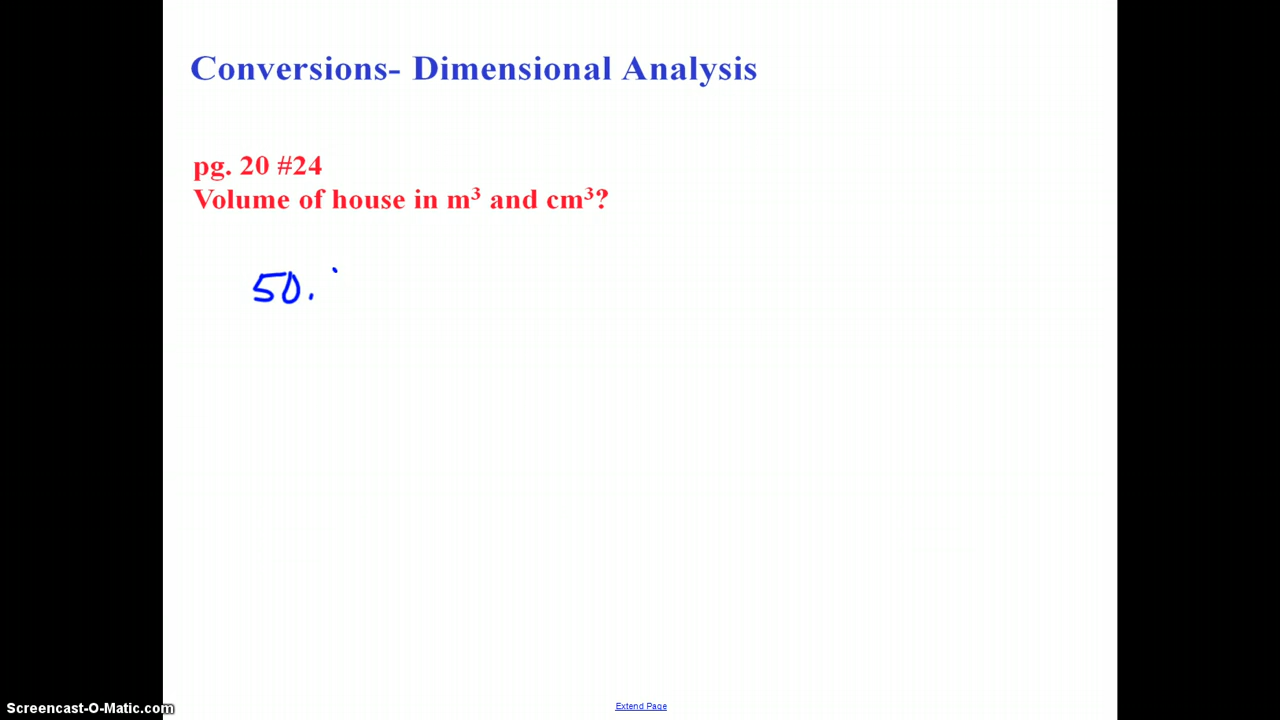 Conversions- Dimensional Analysis
pg. 20 #24
Volume of house in m³ and cm³?
50.
Extend Page
Screencast-O-Matic.com